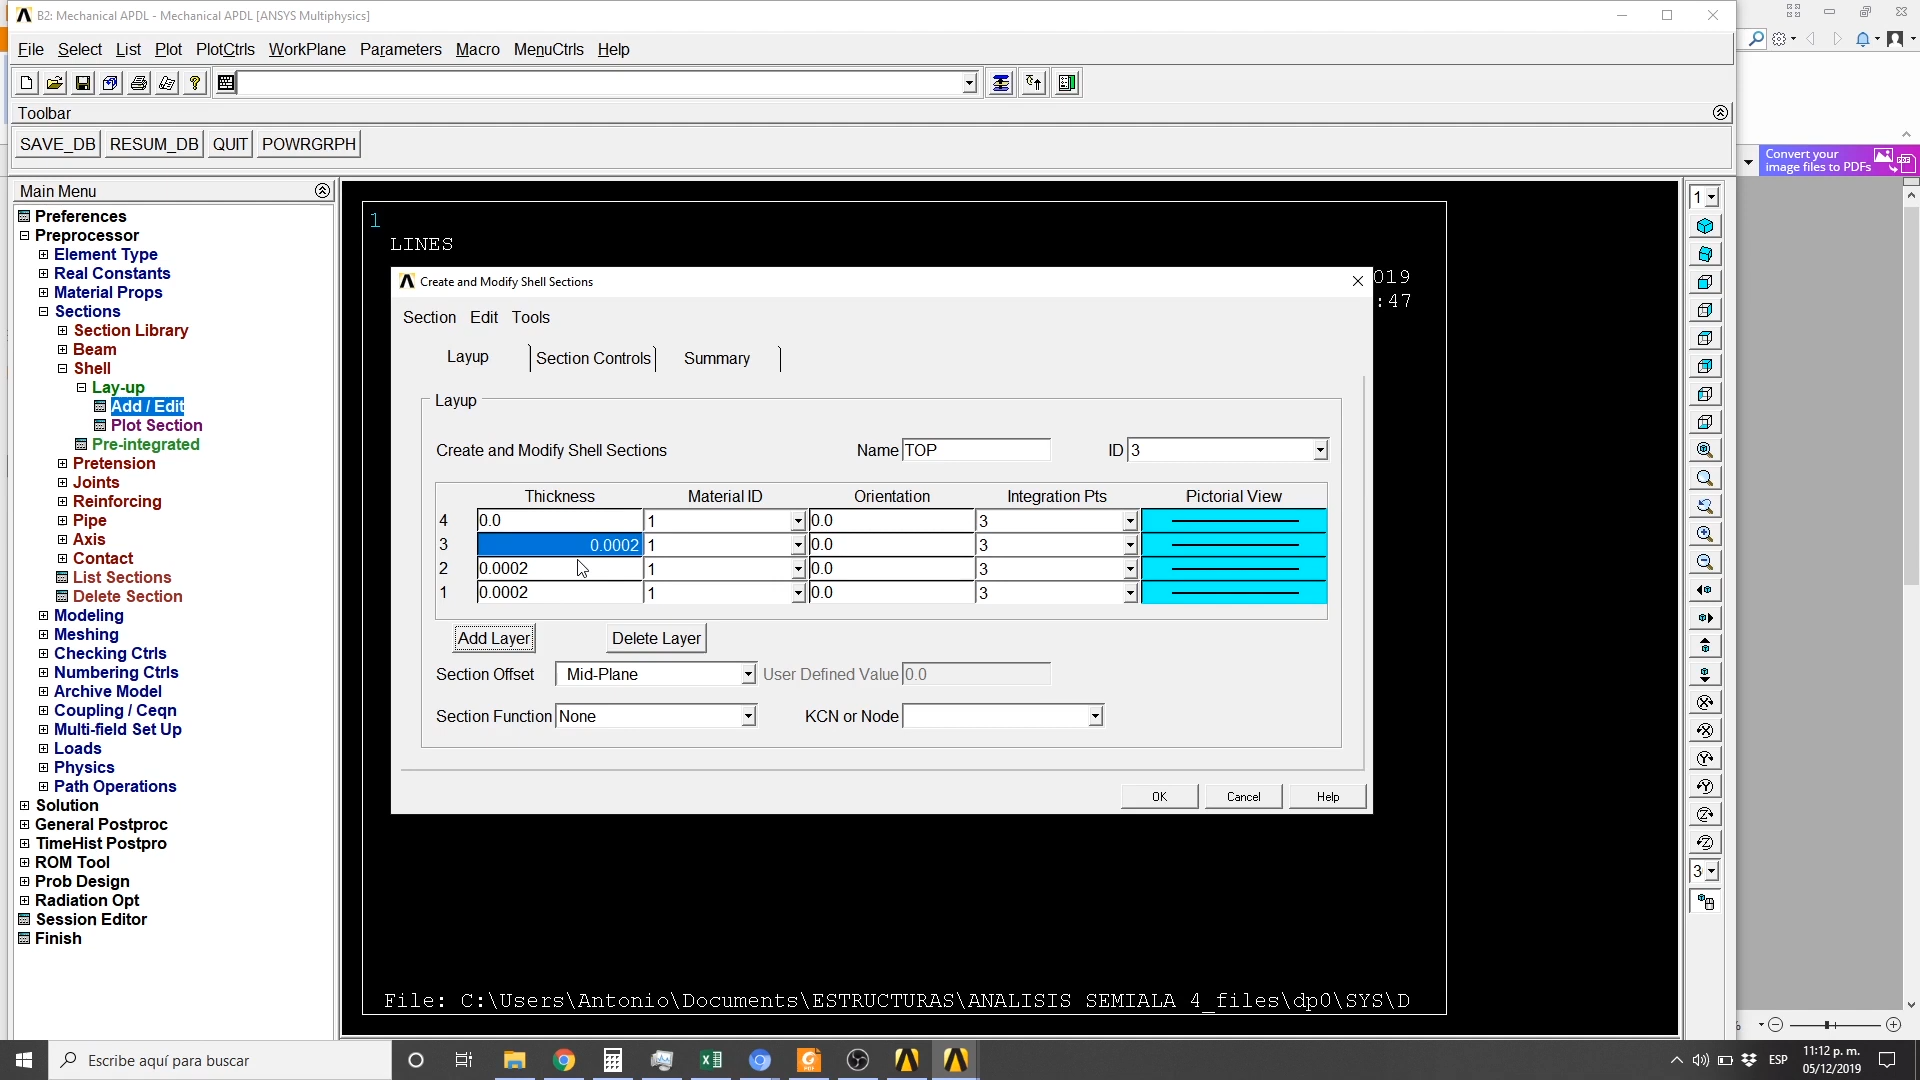 B2: Mechanical APDL - Mechanical APDL [ANSYS Multiphysics]
File Select List Plot PlotCtrls WorkPlane Parameters Macro MenuCtrls Help
Toolbar
SAVE_DB RESUM_DB QUIT POWRGRPH
Convert your
image files to PDFs
Main Menu
Preferences
Preprocessor
Element Type
Real Constants
Material Props
Sections
Section Library
Beam
Shell
Lay-up
Add / Edit
Plot Section
Pre-integrated
Pretension
Joints
Reinforcing
Pipe
Axis
Contact
List Sections
Delete Section
Modeling
Meshing
Checking Ctrls
Numbering Ctrls
Archive Model
Coupling / Ceqn
Multi-field Set Up
Loads
Physics
Path Operations
Solution
General Postproc
TimeHist Postpro
ROM Tool
Prob Design
Radiation Opt
Session Editor
Finish
1
LINES
019
:47
Create and Modify Shell Sections
Section Edit Tools
Layup Section Controls Summary
Layup
Create and Modify Shell Sections Name TOP ID 3
Thickness Material ID Orientation Integration Pts Pictorial View
4 0.0 1 0.0 3
3 0.0002 1 0.0 3
2 0.0002 1 0.0 3
1 0.0002 1 0.0 3
Add Layer Delete Layer
Section Offset Mid-Plane User Defined Value 0.0
Section Function None KCN or Node
OK Cancel Help
File: C:\Users\Antonio\Documents\ESTRUCTURAS\ANALISIS SEMIALA 4_files\dp0\SYS\D
1
3
Escribe aquí para buscar
ESP
11:12 p. m.
05/12/2019